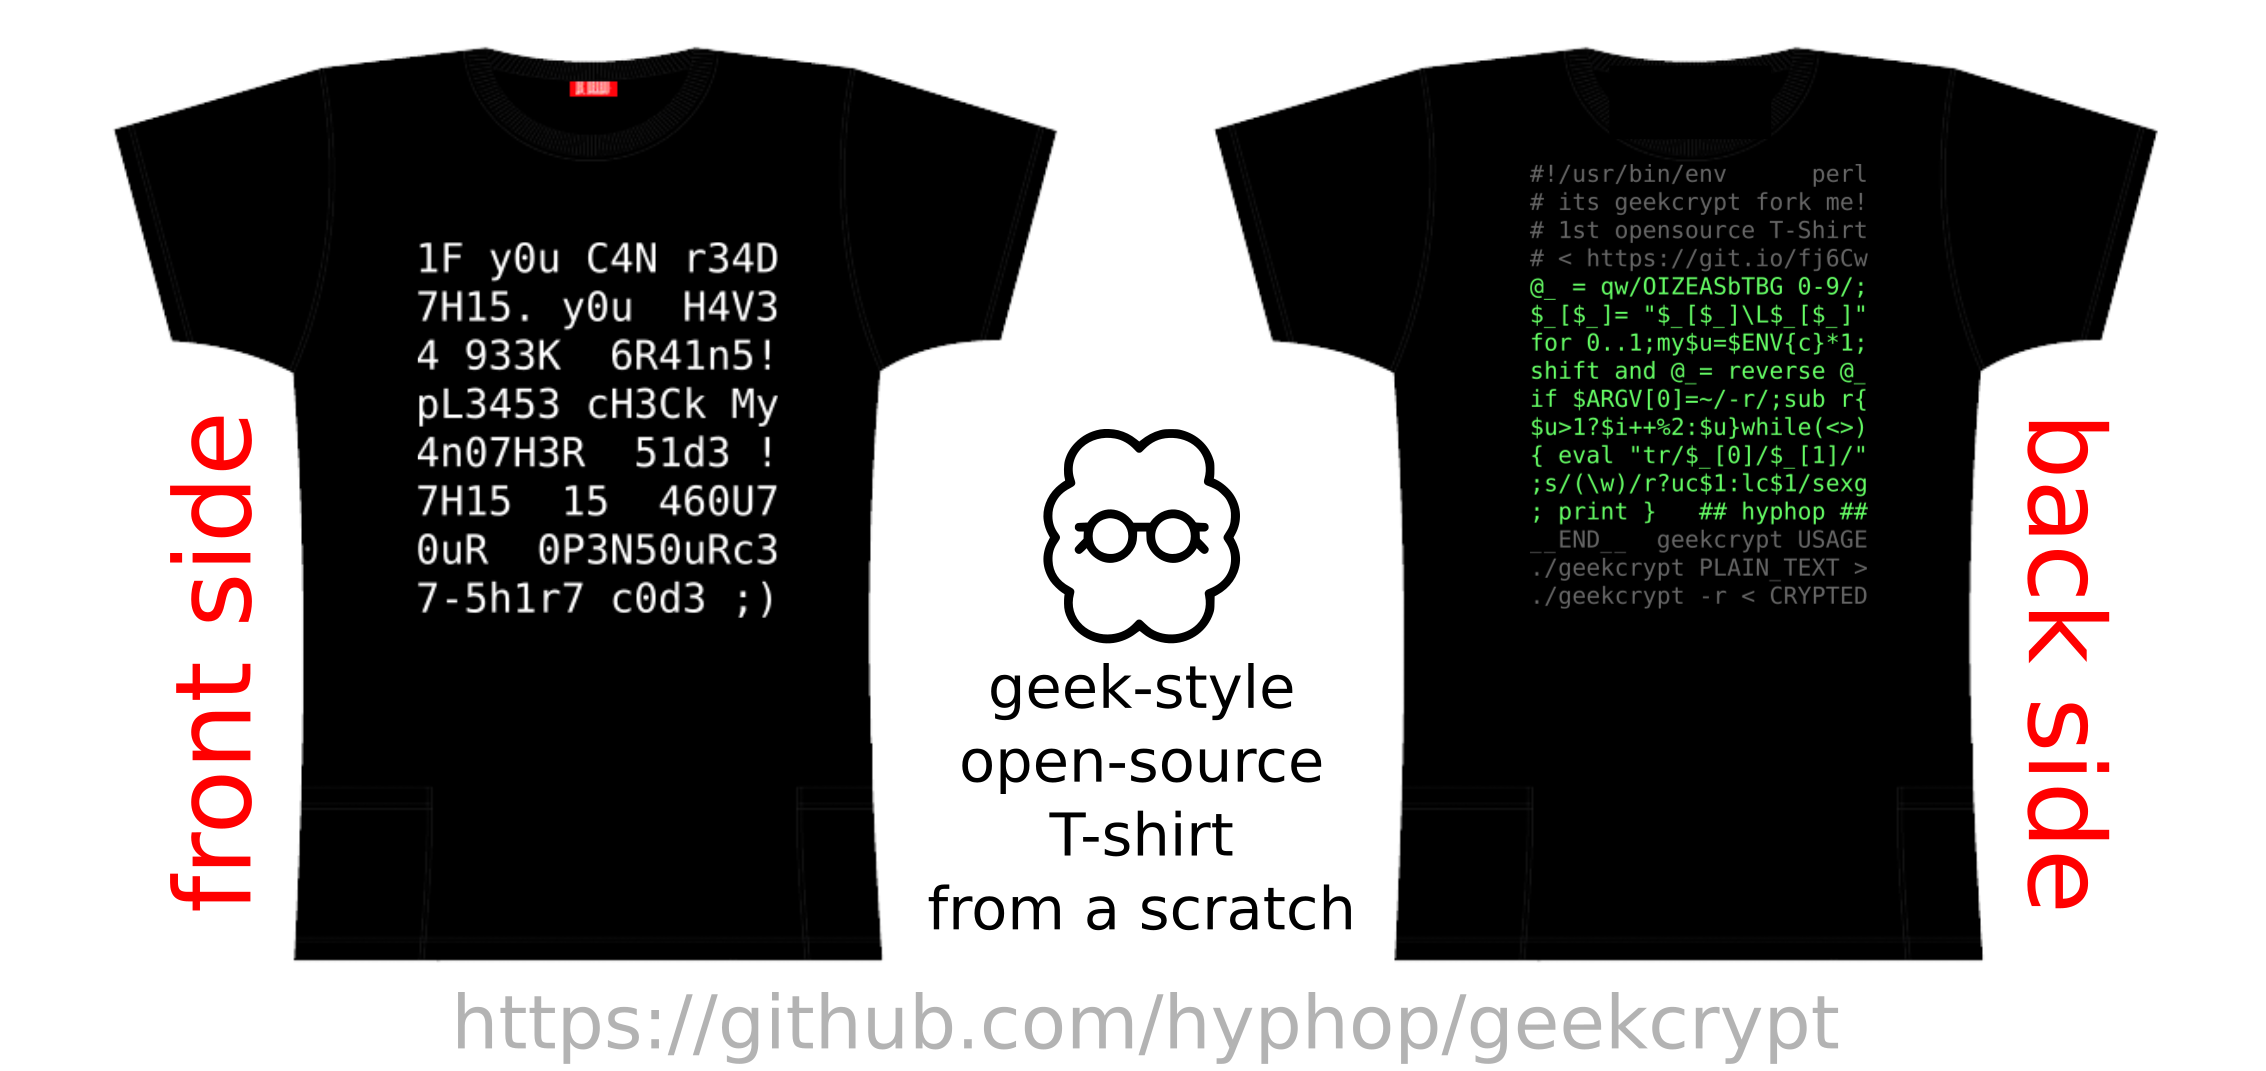 1F y0u C4N r34D
7H15. y0u  H4V3
4 933K  6R41n5!
pL3453 cH3Ck My
4n07H3R  51d3 !
7H15  15  460U7
0uR  0P3N50uRc3
7-5h1r7 c0d3 ;)
front side
geek-style
open-source
T-shirt
from a scratch
#!/usr/bin/env      perl
# its geekcrypt fork me!
# 1st opensource T-Shirt
# < https://git.io/fj6Cw
@_ = qw/OIZEASbTBG 0-9/;
$_[$_]= "$_[$_]\L$_[$_]"
for 0..1;my$u=$ENV{c}*1;
shift and @_= reverse @_
if $ARGV[0]=~/-r/;sub r{
$u>1?$i++%2:$u}while(<>)
{ eval "tr/$_[0]/$_[1]/"
;s/(\w)/r?uc$1:lc$1/sexg
; print }   ## hyphop ##
__END__  geekcrypt USAGE
./geekcrypt PLAIN_TEXT >
./geekcrypt -r < CRYPTED
back side
https://github.com/hyphop/geekcrypt